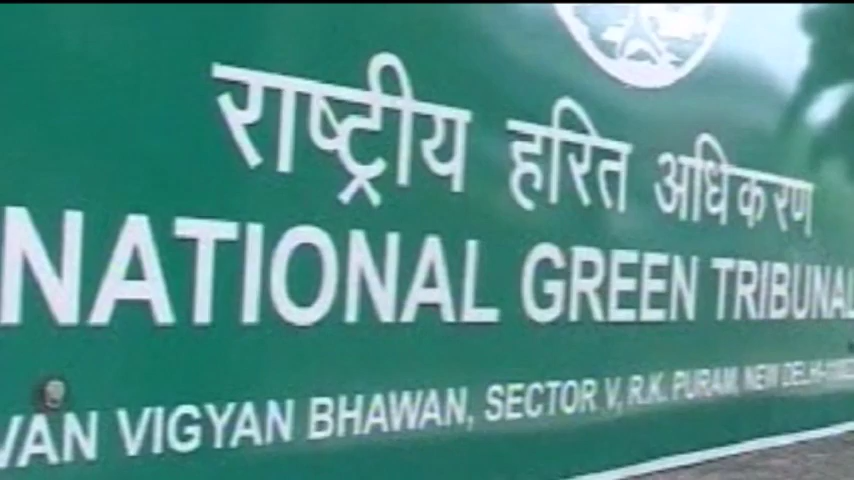 राष्ट्रीय हरित अधिकरण
NATIONAL GREEN TRIBUNAL
VAN VIGYAN BHAWAN, SECTOR V, R.K. PURAM, NEW DELHI-